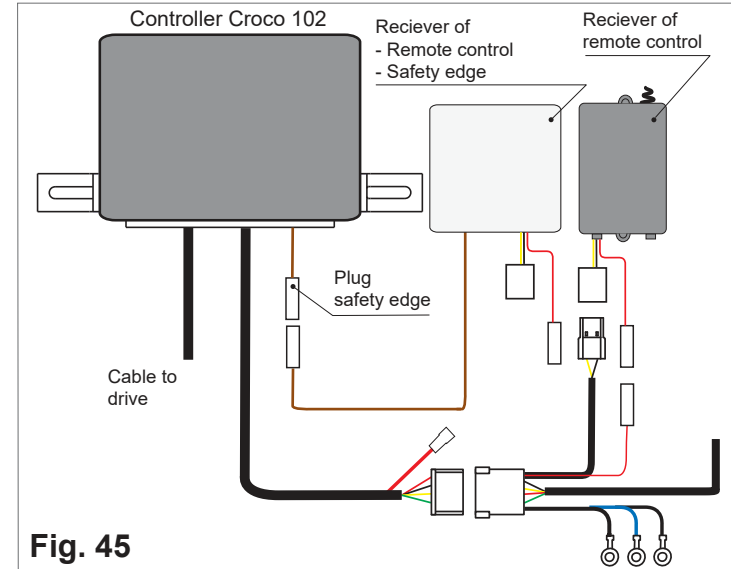 Controller Croco 102
Reciever of
- Remote control
- Safety edge
Reciever of
remote control
Plug
safety edge
Cable to
drive
Fig. 45